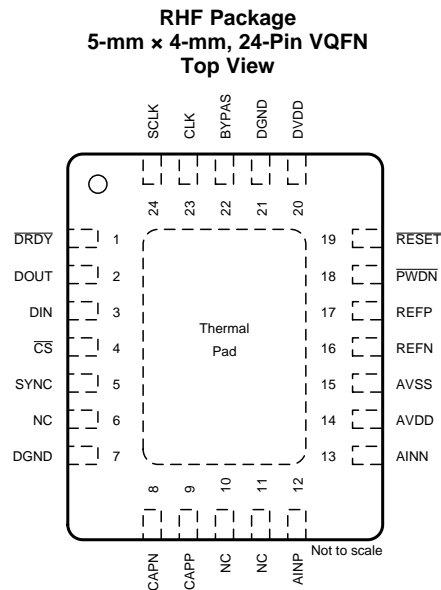 RHF Package
5-mm × 4-mm, 24-Pin VQFN
Top View
SCLK
CLK
BYPAS
DGND
DVDD
24
23
22
21
20
DRDY 1
DOUT 2
DIN 3
CS 4
SYNC 5
NC 6
DGND 7
Thermal
Pad
19 RESET
18 PWDN
17 REFP
16 REFN
15 AVSS
14 AVDD
13 AINN
8
9
10
11
12
CAPN
CAPP
NC
NC
AINP
Not to scale